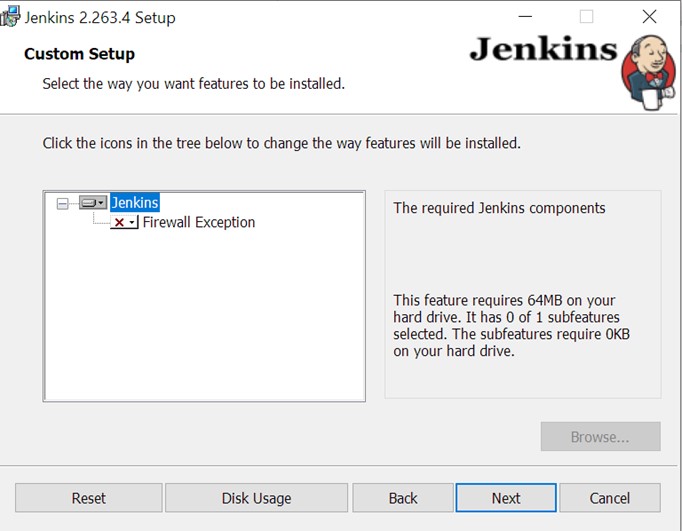 Jenkins 2.263.4 Setup
Custom Setup
Jenkins
Select the way you want features to be installed.
Click the icons in the tree below to change the way features will be installed.
Jenkins
Firewall Exception
The required Jenkins components
This feature requires 64MB on your
hard drive. It has 0 of 1 subfeatures
selected. The subfeatures require 0KB
on your hard drive.
Browse...
Reset
Disk Usage
Back
Next
Cancel